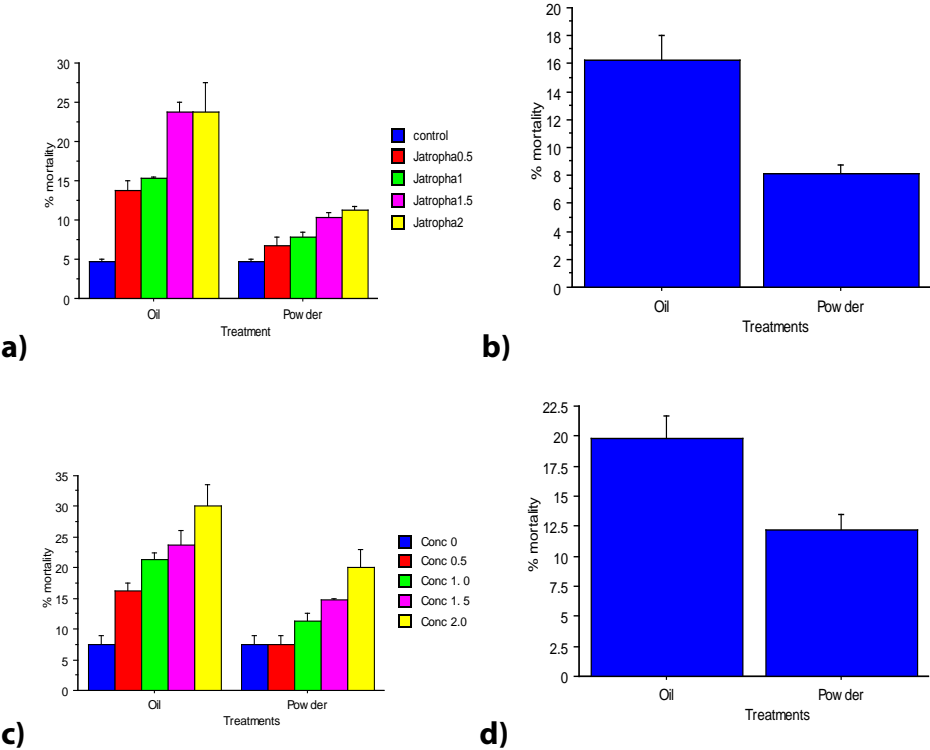 30
25
20
15
10
5
0
% mortality
Oil
Pow der
Treatment
control
Jatropha0.5
Jatropha1
Jatropha1.5
Jatropha2
a)
20
18
16
14
12
10
8
6
4
2
0
% mortality
Oil
Pow der
Treatments
b)
35
30
25
20
15
10
5
0
% mortality
Oil
Pow der
Treatments
Conc 0
Conc 0.5
Conc 1. 0
Conc 1. 5
Conc 2.0
c)
22.5
20
17.5
15
12.5
10
7.5
5
2.5
0
% mortality
Oil
Pow der
Treatments
d)